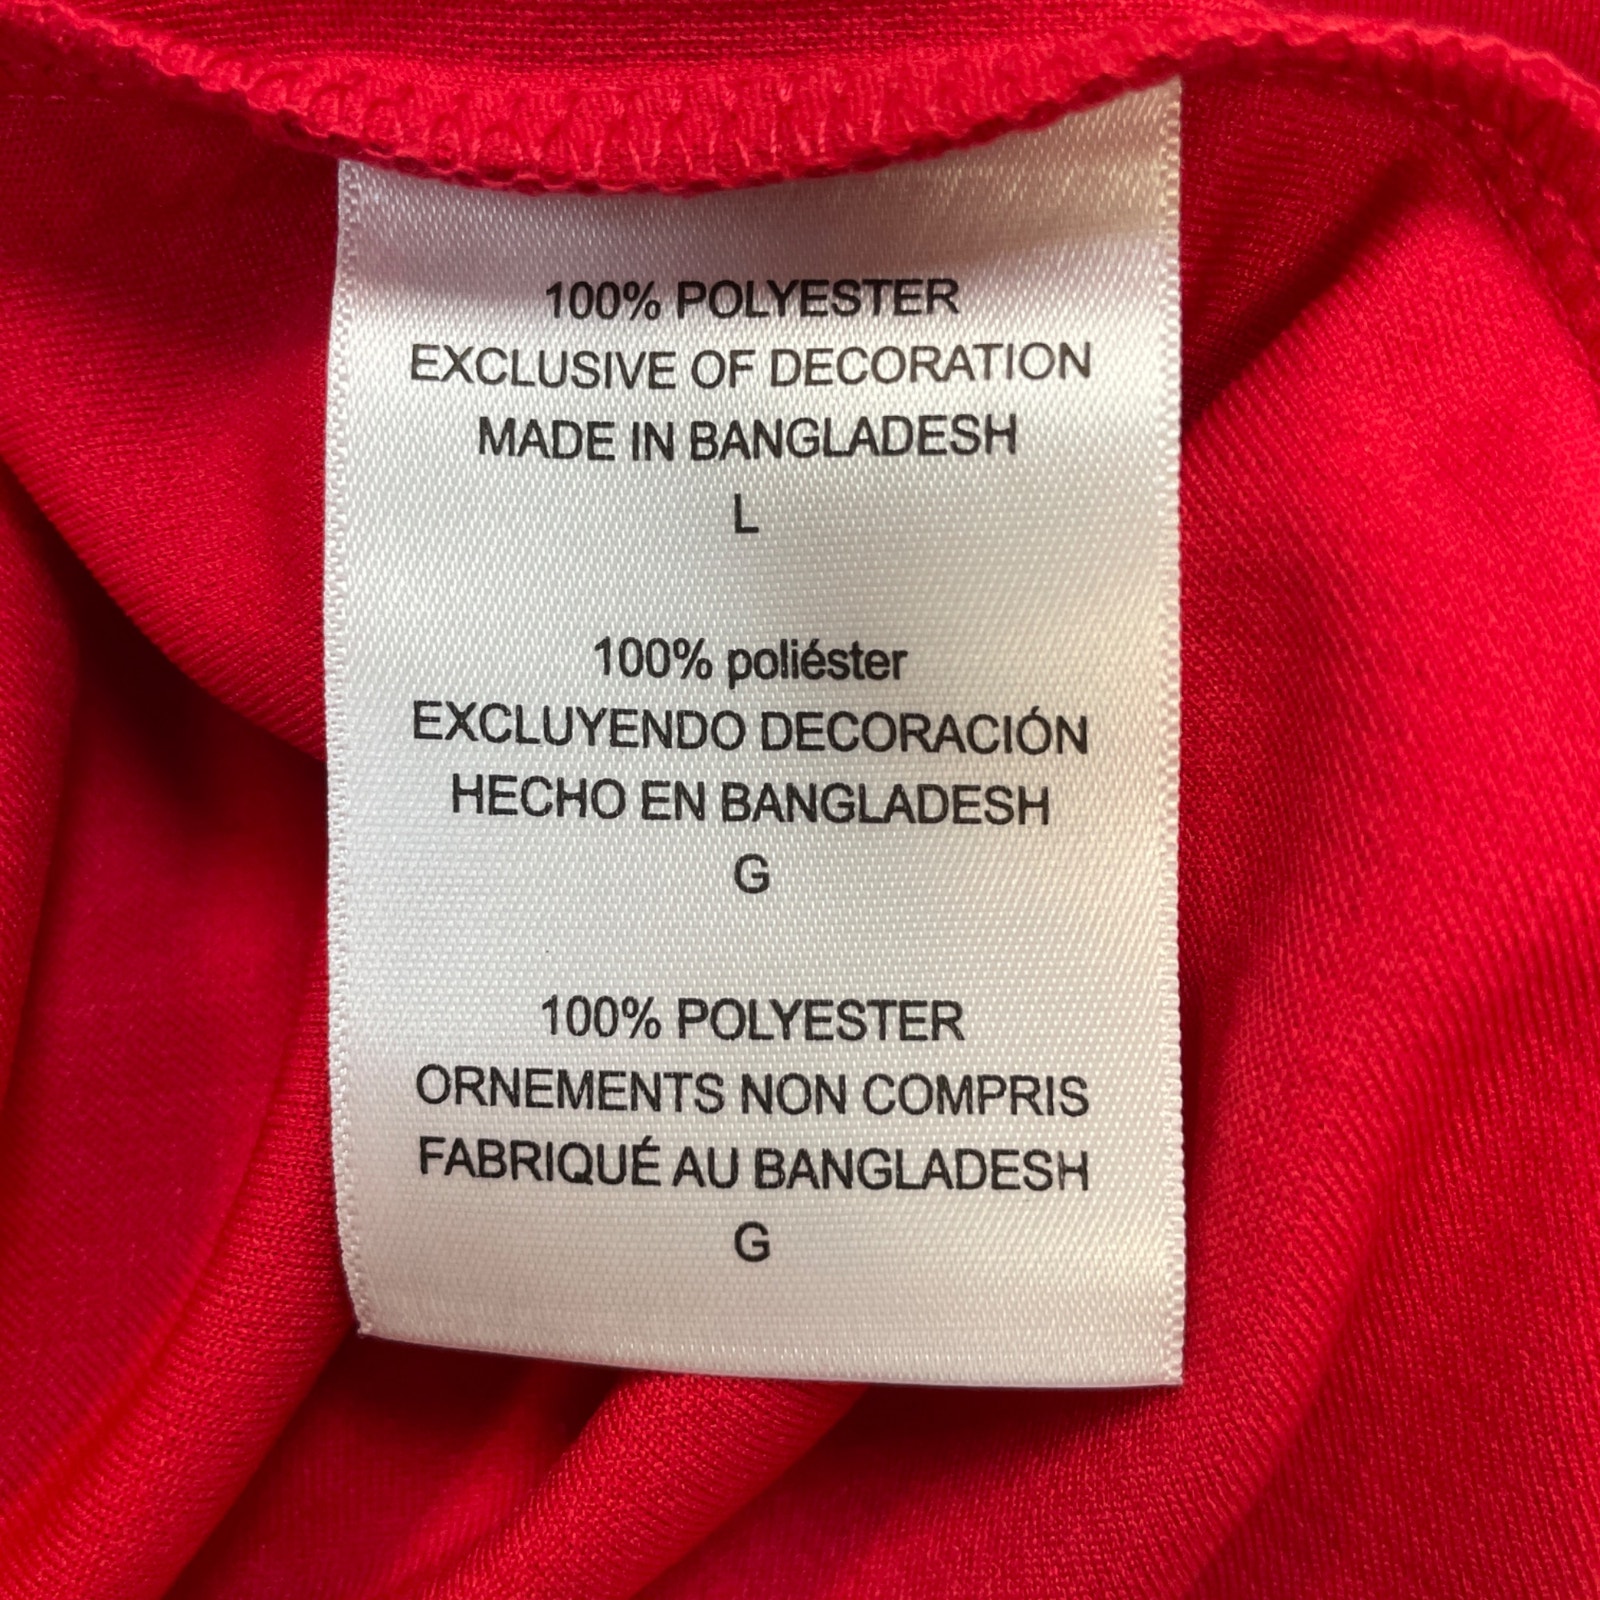 100% POLYESTER
EXCLUSIVE OF DECORATION
MADE IN BANGLADESH
L
100% poliéster
EXCLUYENDO DECORACIÓN
HECHO EN BANGLADESH
G
100% POLYESTER
ORNEMENTS NON COMPRIS
FABRIQUÉ AU BANGLADESH
G